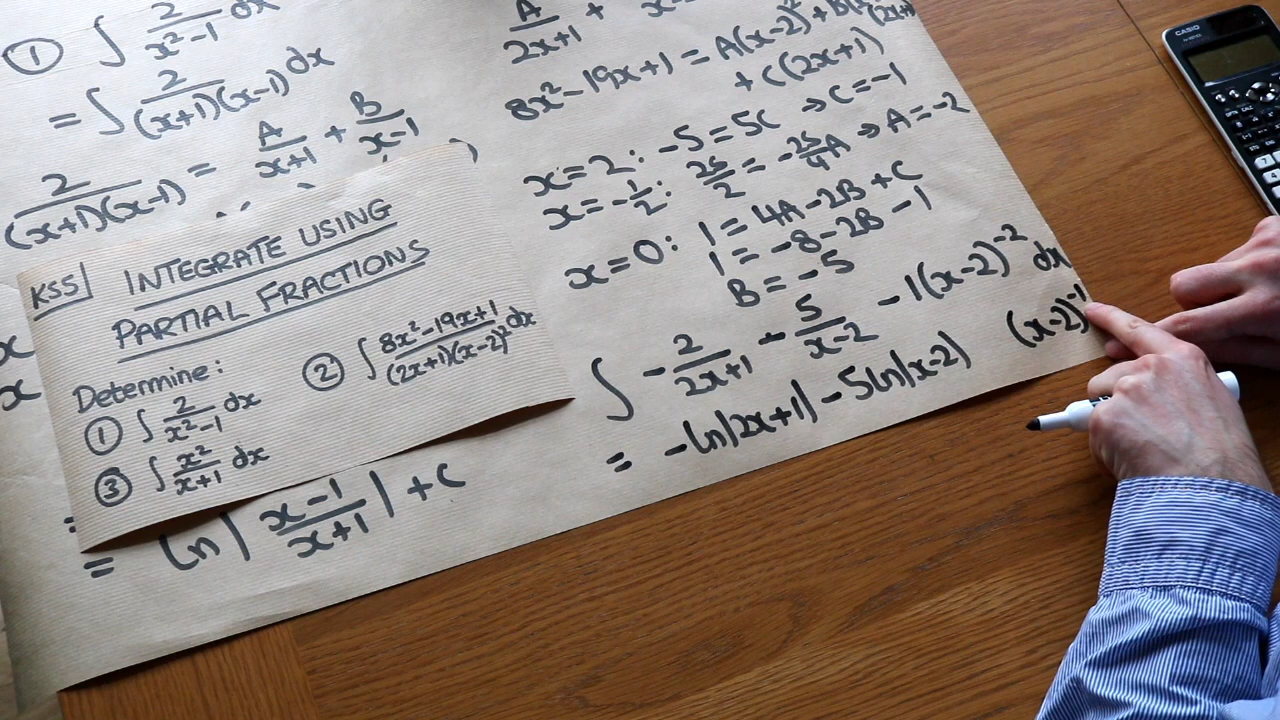 ① ∫ 2/(x²-1) dx
= ∫ 2/((x+1)(x-1)) dx
2/((x+1)(x-1)) = A/(x+1) + B/(x-1)
KS5
INTEGRATE USING
PARTIAL FRACTIONS
Determine:
① ∫ 2/(x²-1) dx
② ∫ (8x²-19x+1)/((2x+1)(x-2)²) dx
③ ∫ x²/(x+1) dx
= ln|(x-1)/(x+1)| + C
A/(2x+1) +
8x²-19x+1 = A(x-2)² +
+ C(2x+1)
x=2: -5=5C ⇒ C=-1
x=-1/2: 25/2 = -25/4 A ⇒ A=-2
x=0: 1=4A-2B+C
1=-8-2B-1
B=-5
∫ -2/(2x+1) - 5/(x-2) -1(x-2)⁻² dx
= -ln|2x+1| -5ln|x-2| (x-2)⁻¹
CASIO